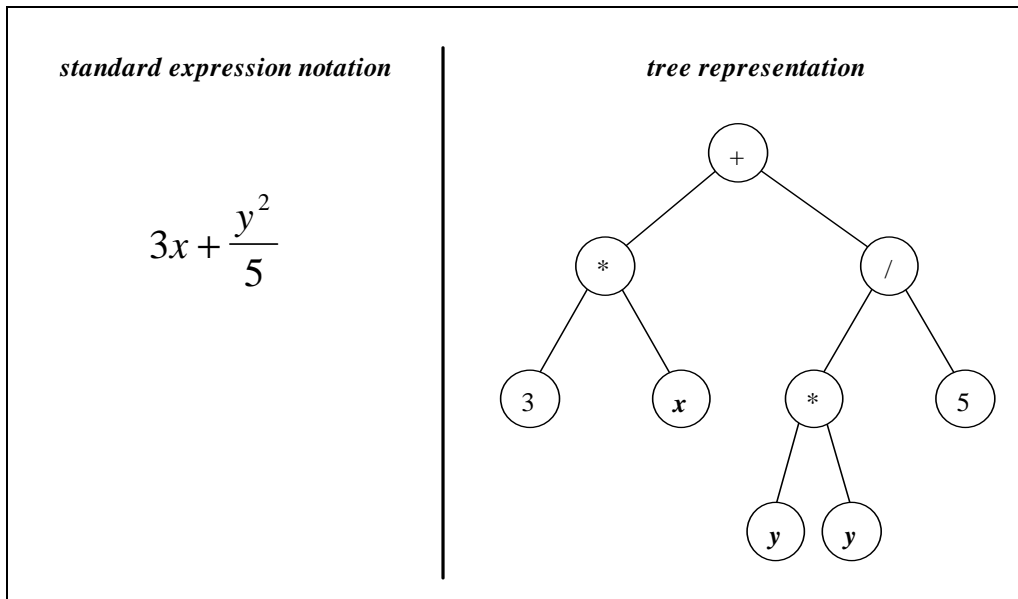 standard expression notation
3x + y²/5
tree representation
+
* /
3 x * 5
y y